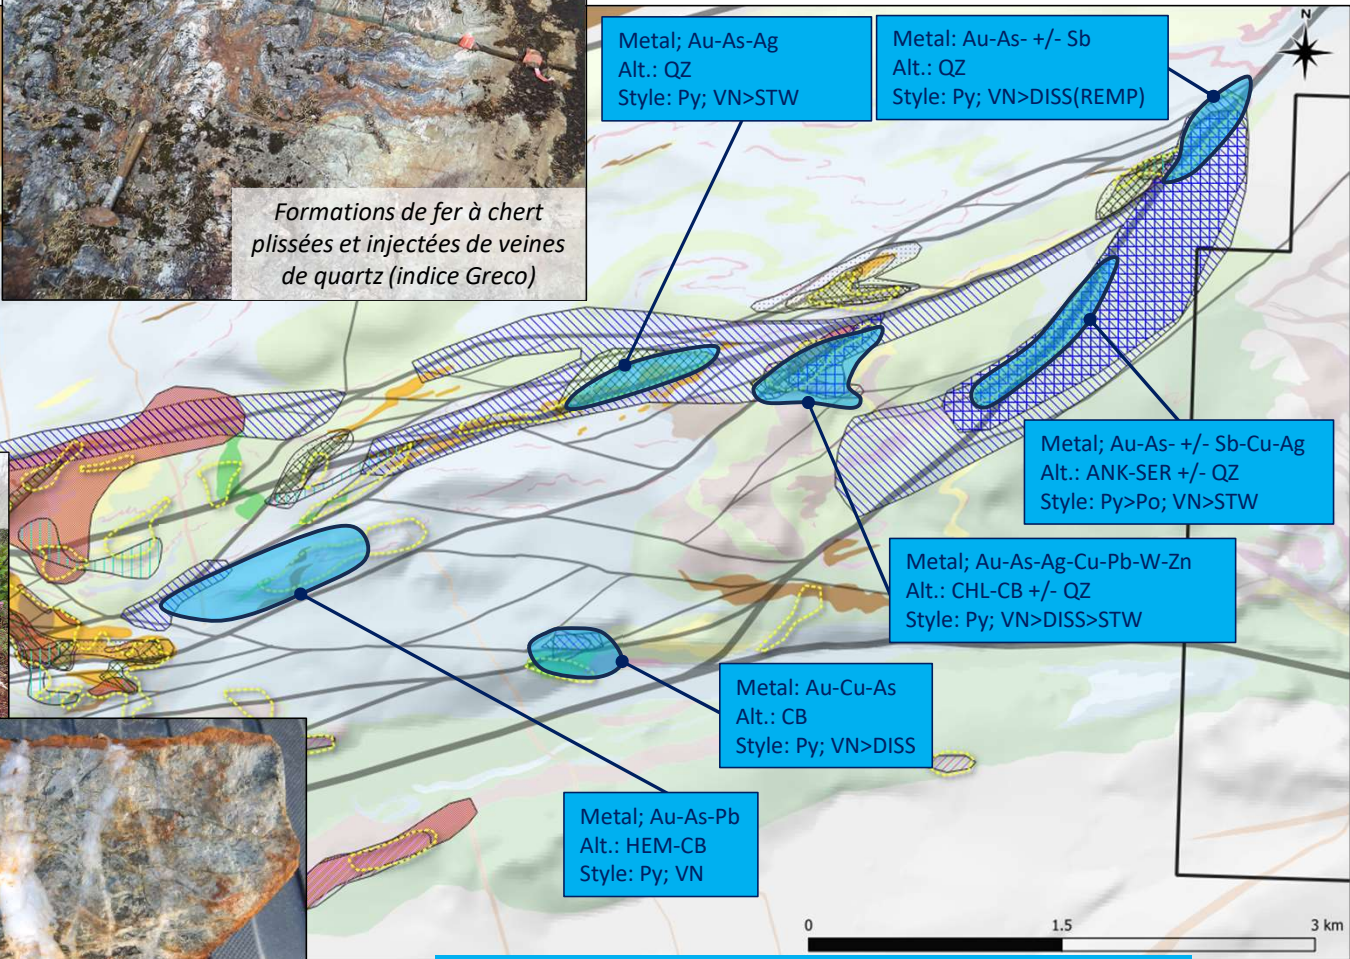 Metal; Au-As-Ag
Alt.: QZ
Style: Py; VN>STW
Metal: Au-As- +/- Sb
Alt.: QZ
Style: Py; VN>DISS(REMP)
N
Formations de fer à chert
plissées et injectées de veines
de quartz (indice Greco)
Metal; Au-As- +/- Sb-Cu-Ag
Alt.: ANK-SER +/- QZ
Style: Py>Po; VN>STW
Metal; Au-As-Ag-Cu-Pb-W-Zn
Alt.: CHL-CB +/- QZ
Style: Py; VN>DISS>STW
Metal: Au-Cu-As
Alt.: CB
Style: Py; VN>DISS
Metal; Au-As-Pb
Alt.: HEM-CB
Style: Py; VN
0 1.5 3 km